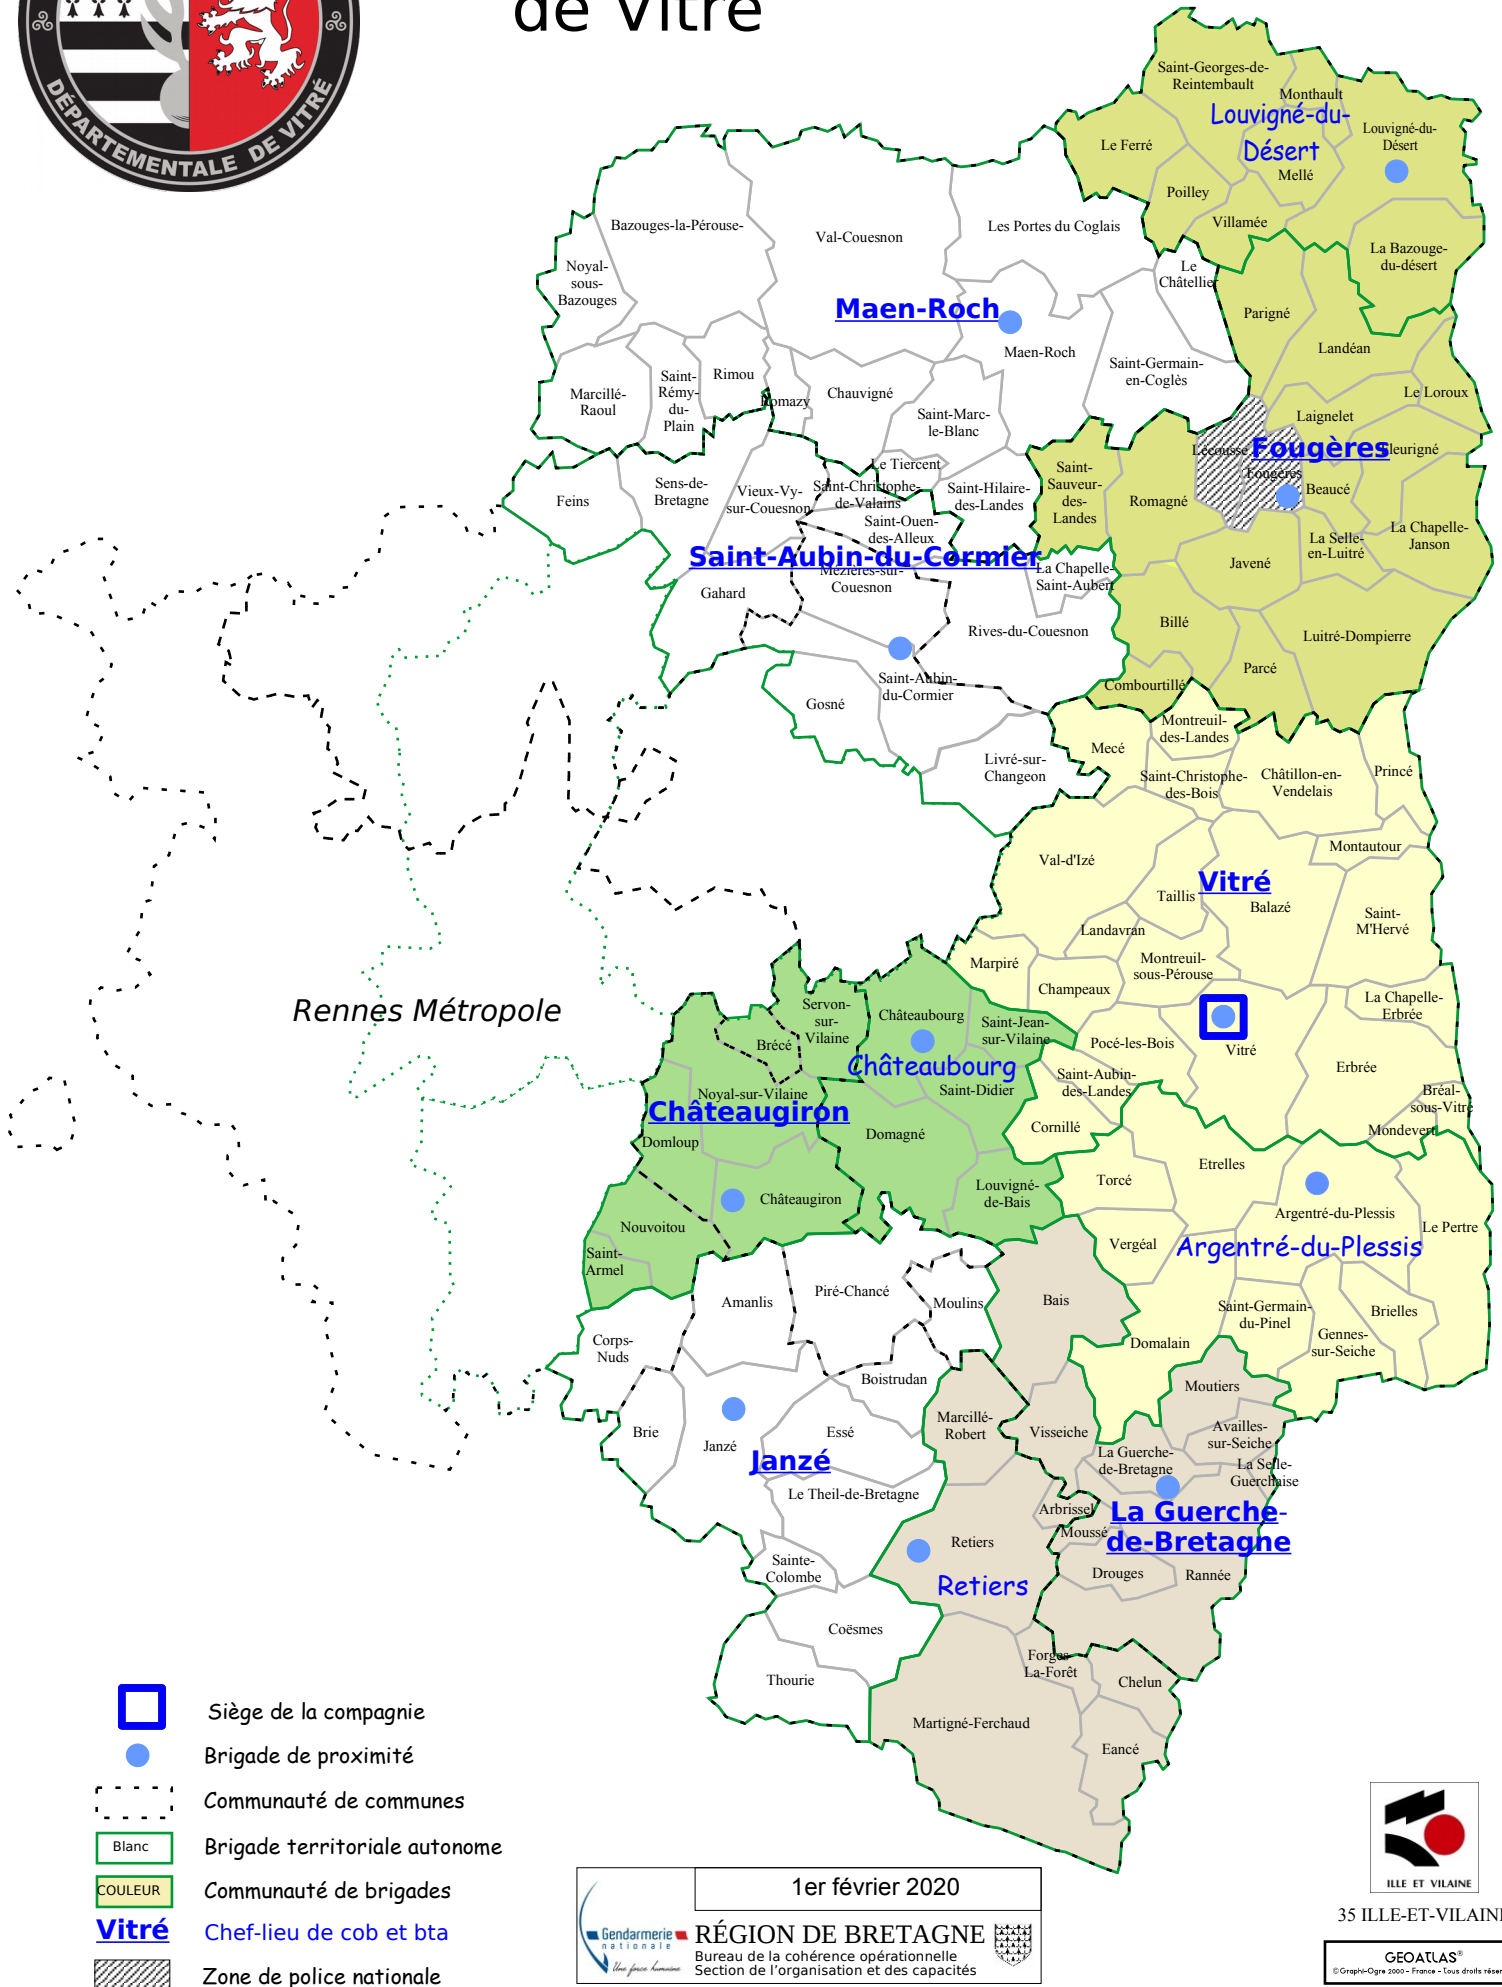 de Vitré
DÉPARTEMENTALE DE VITRÉ
Saint-Georges-de-
Reintembault
Monthault
Louvigné-du-
Désert
Louvigné-du-
Désert
Le Ferré
Mellé
Poilley
Villamée
La Bazouge-
du-désert
Bazouges-la-Pérouse-
Val-Couesnon
Les Portes du Coglais
Noyal-
sous-
Bazouges
Le
Châtellier
Maen-Roch
Maen-Roch
Parigné
Landéan
Saint-Germain-
en-Coglès
Marcillé-
Raoul
Saint-
Rémy-
du-
Plain
Rimou
Romazy
Chauvigné
Saint-Marc-
le-Blanc
Le Loroux
Laignelet
Lécousse
Fougères
Fleurigné
Fougères
Beaucé
Le Tiercent
Saint-Christophe-
de-Valains
Saint-Hilaire-
des-Landes
Saint-
Sauveur-
des-
Landes
Romagné
Feins
Sens-de-
Bretagne
Vieux-Vy-
sur-Couesnon
Saint-Ouen-
des-Alleux
La Selle-
en-Luitré
La Chapelle-
Janson
Saint-Aubin-du-Cormier
Mézières-sur-
Couesnon
La Chapelle-
Saint-Aubert
Javené
Gahard
Rives-du-Couesnon
Billé
Luitré-Dompierre
Parcé
Combourtillé
Gosné
Saint-Aubin-
du-Cormier
Livré-sur-
Changeon
Mecé
Montreuil-
des-Landes
Saint-Christophe-
des-Bois
Châtillon-en-
Vendelais
Princé
Montautour
Val-d'Izé
Vitré
Taillis
Balazé
Saint-
M'Hervé
Landavran
Marpiré
Montreuil-
sous-Pérouse
Champeaux
La Chapelle-
Erbrée
Rennes Métropole
Servon-
sur-
Vilaine
Châteaubourg
Saint-Jean-
sur-Vilaine
Brécé
Pocé-les-Bois
Vitré
Châteaubourg
Erbrée
Saint-Aubin-
des-Landes
Saint-Didier
Noyal-sur-Vilaine
Bréal-
sous-Vitré
Châteaugiron
Domloup
Domagné
Cornillé
Mondevert
Etrelles
Torcé
Louvigné-
de-Bais
Châteaugiron
Argentré-du-Plessis
Le Pertre
Nouvoitou
Vergéal
Argentré-du-Plessis
Saint-
Armel
Amanlis
Piré-Chancé
Moulins
Bais
Saint-Germain-
du-Pinel
Brielles
Gennes-
sur-Seiche
Domalain
Corps-
Nuds
Boistrudan
Moutiers
Brie
Janzé
Essé
Marcillé-
Robert
Visseiche
Availles-
sur-Seiche
Janzé
La Guerche-
de-Bretagne
La Selle-
Guerchaise
Le Theil-de-Bretagne
Arbrissel
La Guerche-
de-Bretagne
Moussé
Retiers
Sainte-
Colombe
Drouges
Rannée
Retiers
Coësmes
Forges-
La-Forêt
Thourie
Chelun
Martigné-Ferchaud
Eancé
Siège de la compagnie
Brigade de proximité
Communauté de communes
Blanc
Brigade territoriale autonome
COULEUR
Communauté de brigades
Vitré
Chef-lieu de cob et bta
Zone de police nationale
1er février 2020
Gendarmerie
nationale
Une force humaine
RÉGION DE BRETAGNE
Bureau de la cohérence opérationnelle
Section de l'organisation et des capacités
ILLE ET VILAINE
35 ILLE-ET-VILAINE
GEOATLAS®
© Graphi-Ogre 2000 - France - Tous droits réser